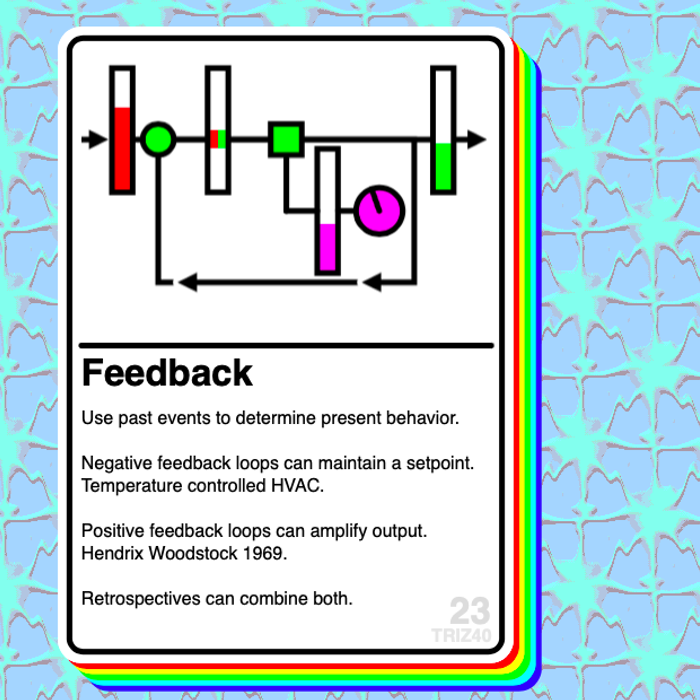 Feedback
Use past events to determine present behavior.
Negative feedback loops can maintain a setpoint.
Temperature controlled HVAC.
Positive feedback loops can amplify output.
Hendrix Woodstock 1969.
Retrospectives can combine both.
23
TRIZ40